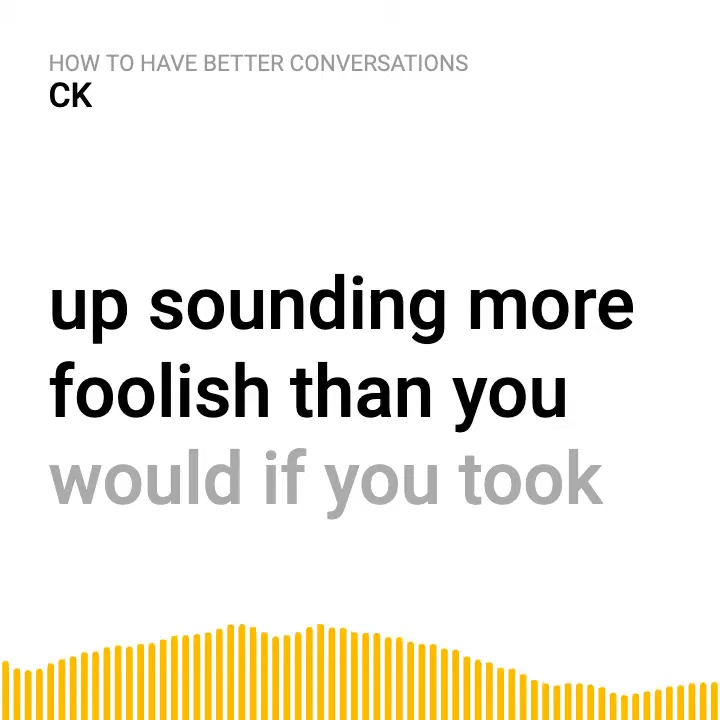 HOW TO HAVE BETTER CONVERSATIONS
CK
up sounding more
foolish than you
would if you took